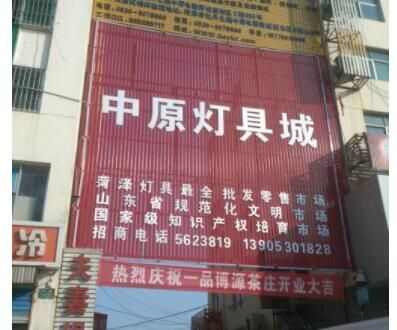 中原灯具城
菏泽灯具最全批发零售市场
山东省规范化文明市场
国家级知识产权培育市场
招商电话 5623819 13905301828
热烈庆祝一品博源茶庄开业大吉
冷